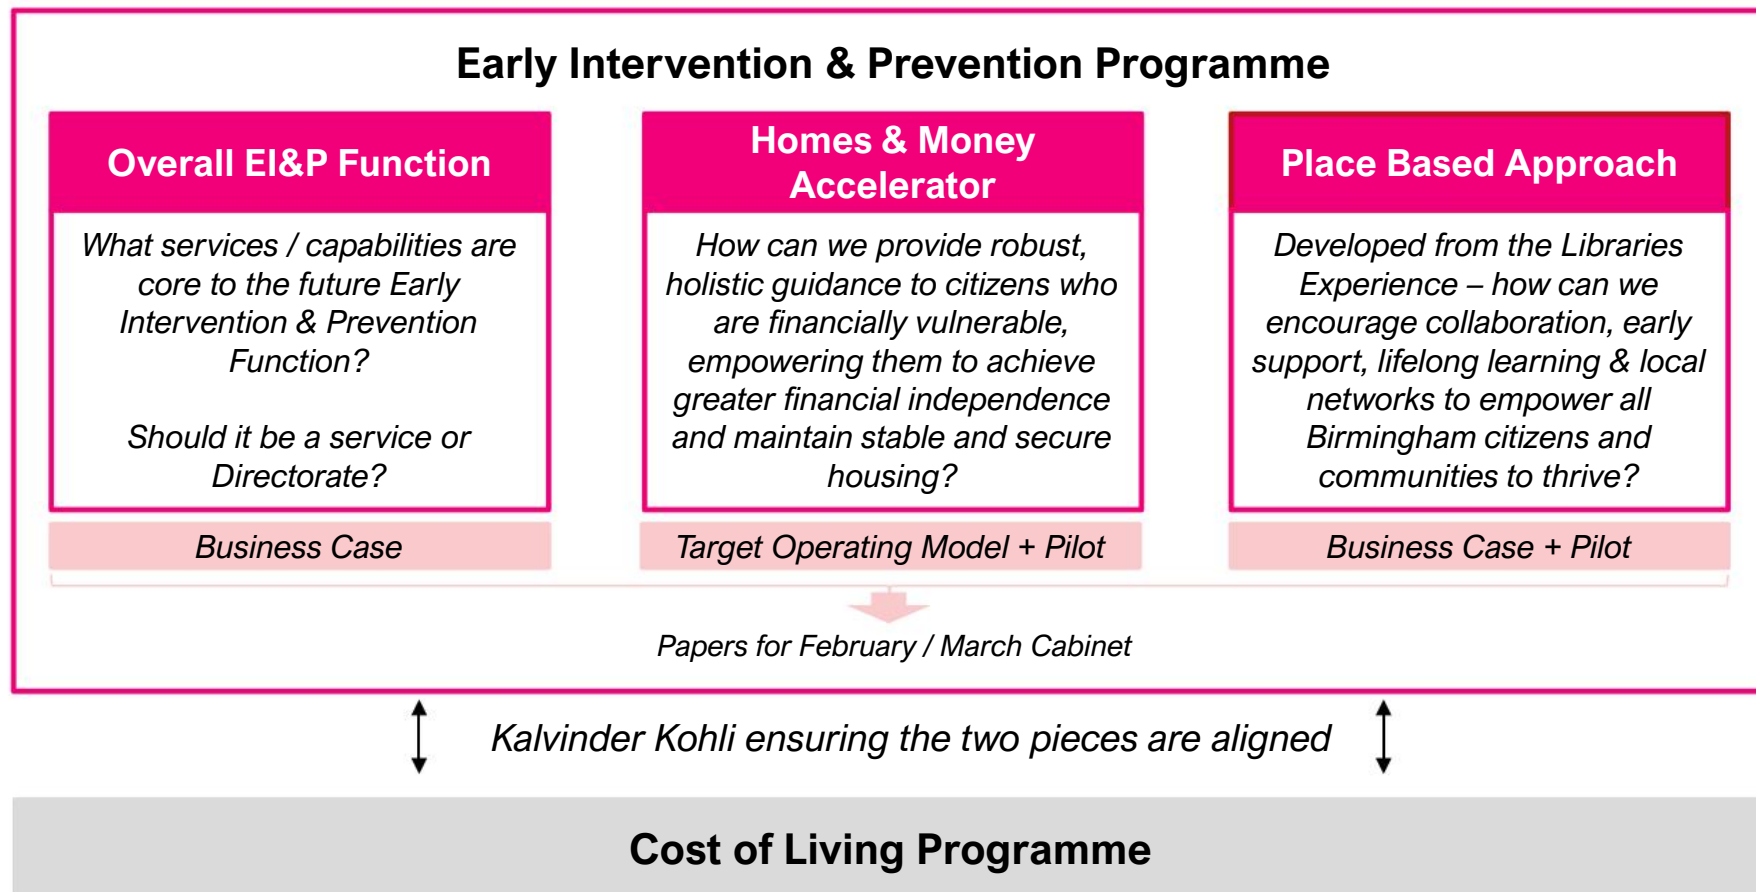 Early Intervention & Prevention Programme
Overall EI&P Function
What services / capabilities are
core to the future Early
Intervention & Prevention
Function?
Should it be a service or
Directorate?
Business Case
Homes & Money
Accelerator
How can we provide robust,
holistic guidance to citizens who
are financially vulnerable,
empowering them to achieve
greater financial independence
and maintain stable and secure
housing?
Target Operating Model + Pilot
Place Based Approach
Developed from the Libraries
Experience – how can we
encourage collaboration, early
support, lifelong learning & local
networks to empower all
Birmingham citizens and
communities to thrive?
Business Case + Pilot
Papers for February / March Cabinet
Kalvinder Kohli ensuring the two pieces are aligned
Cost of Living Programme